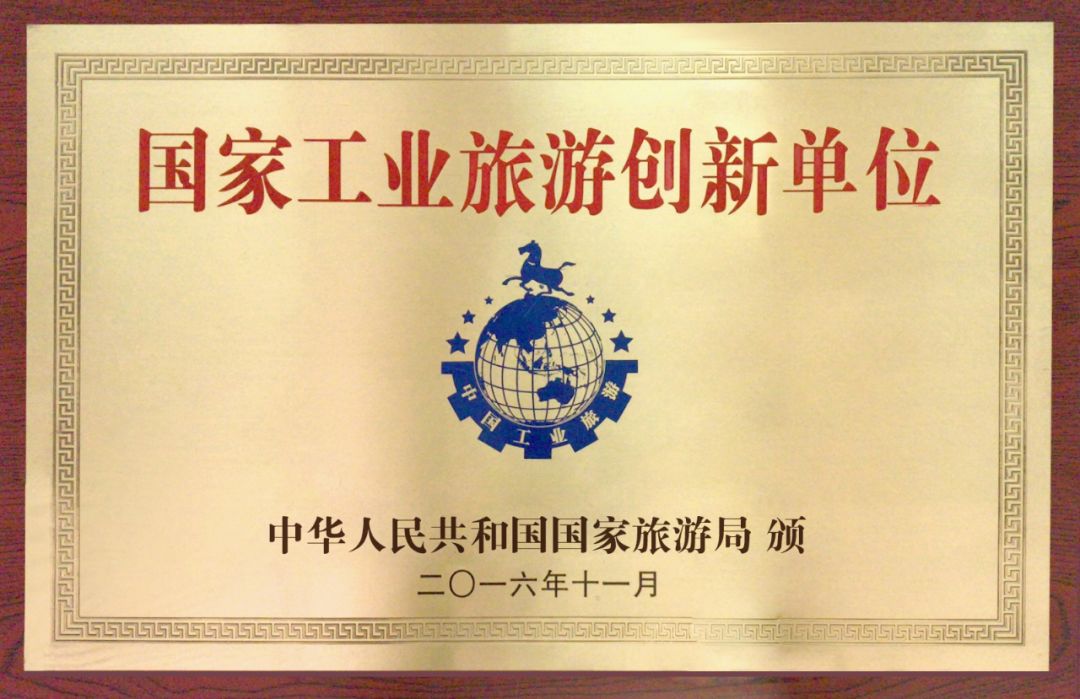 国家工业旅游创新单位
中国工业旅游
中华人民共和国国家旅游局 颁
二〇一六年十一月